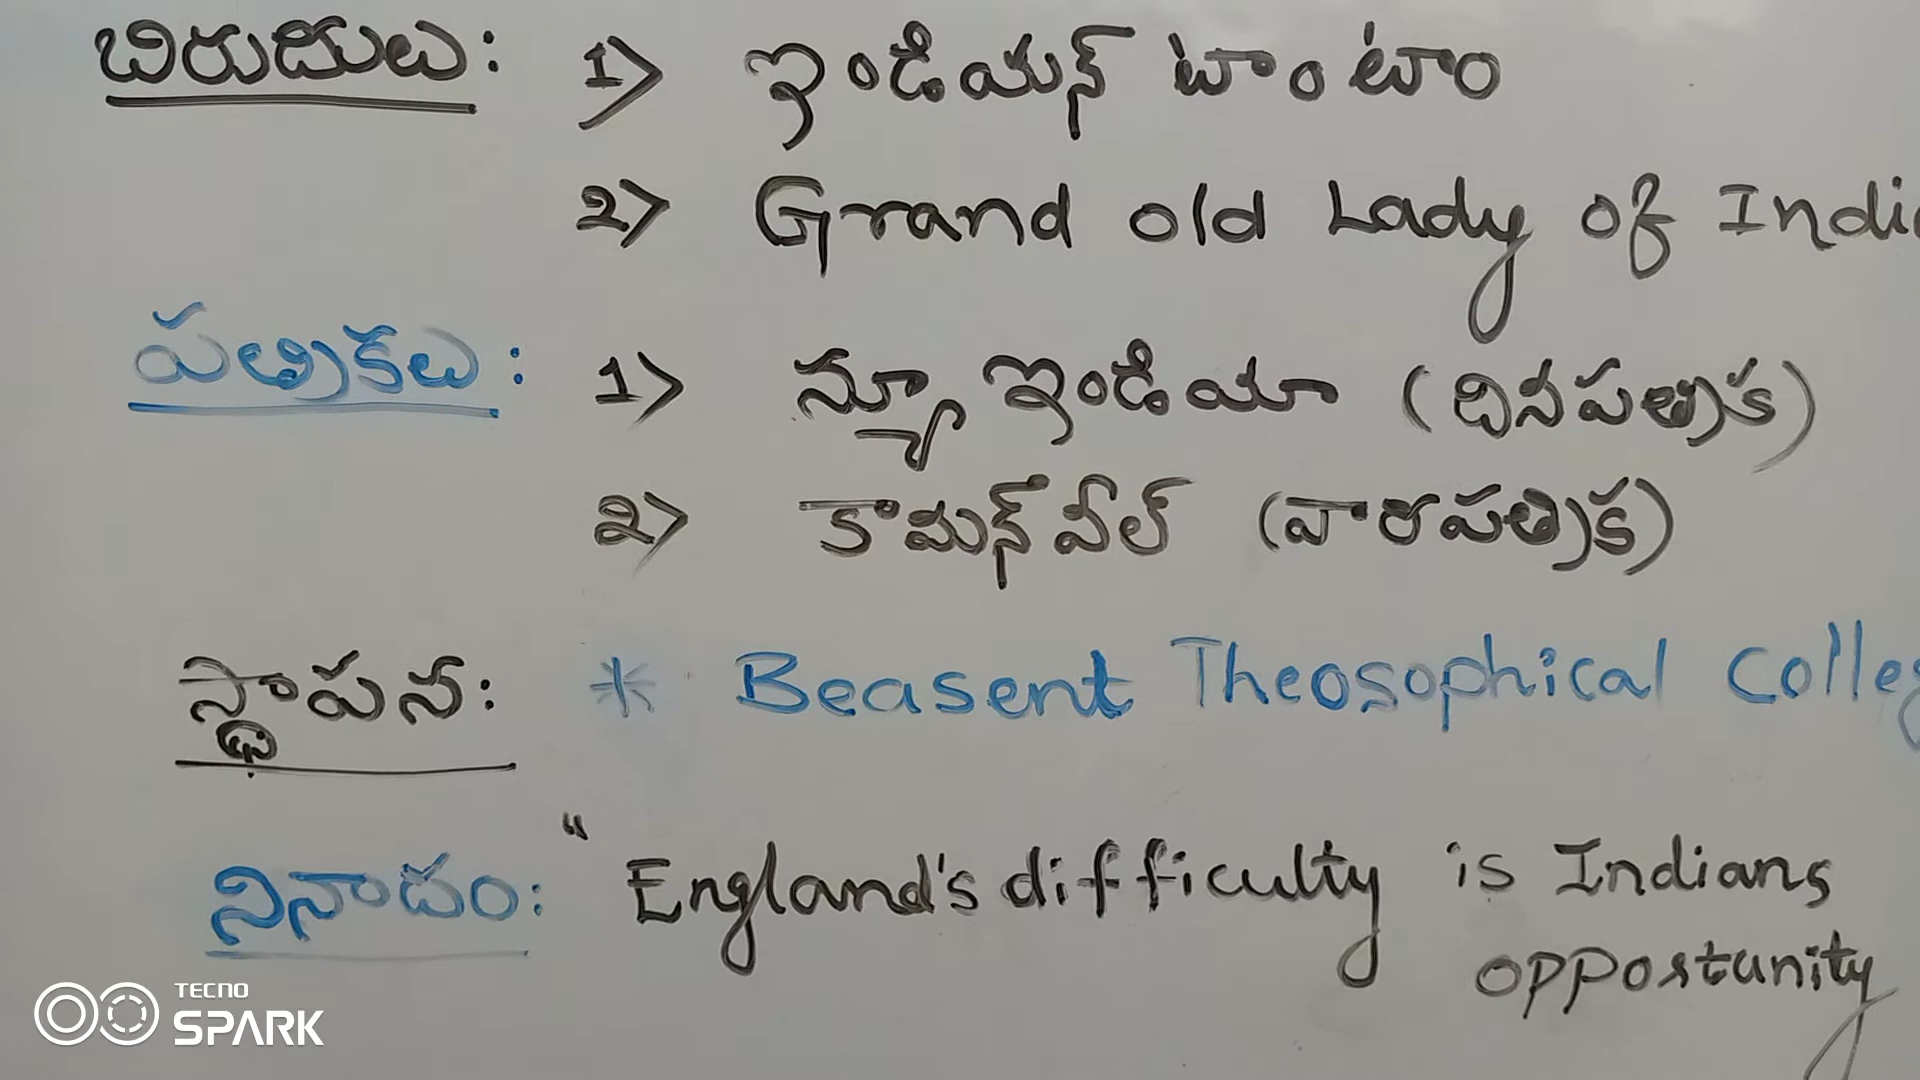 బిరుదులు: 1> ఇండియన్ టాంటాం
2> Grand old Lady of Indi
పత్రికలు: 1> న్యూ ఇండియా (దినపత్రిక)
2> కామన్ వీల్ (వారపత్రిక)
స్థాపన: * Beasent Theosophical Colleg
నినాదం: "England's difficulty is Indians
opportunity
TECNO
SPARK